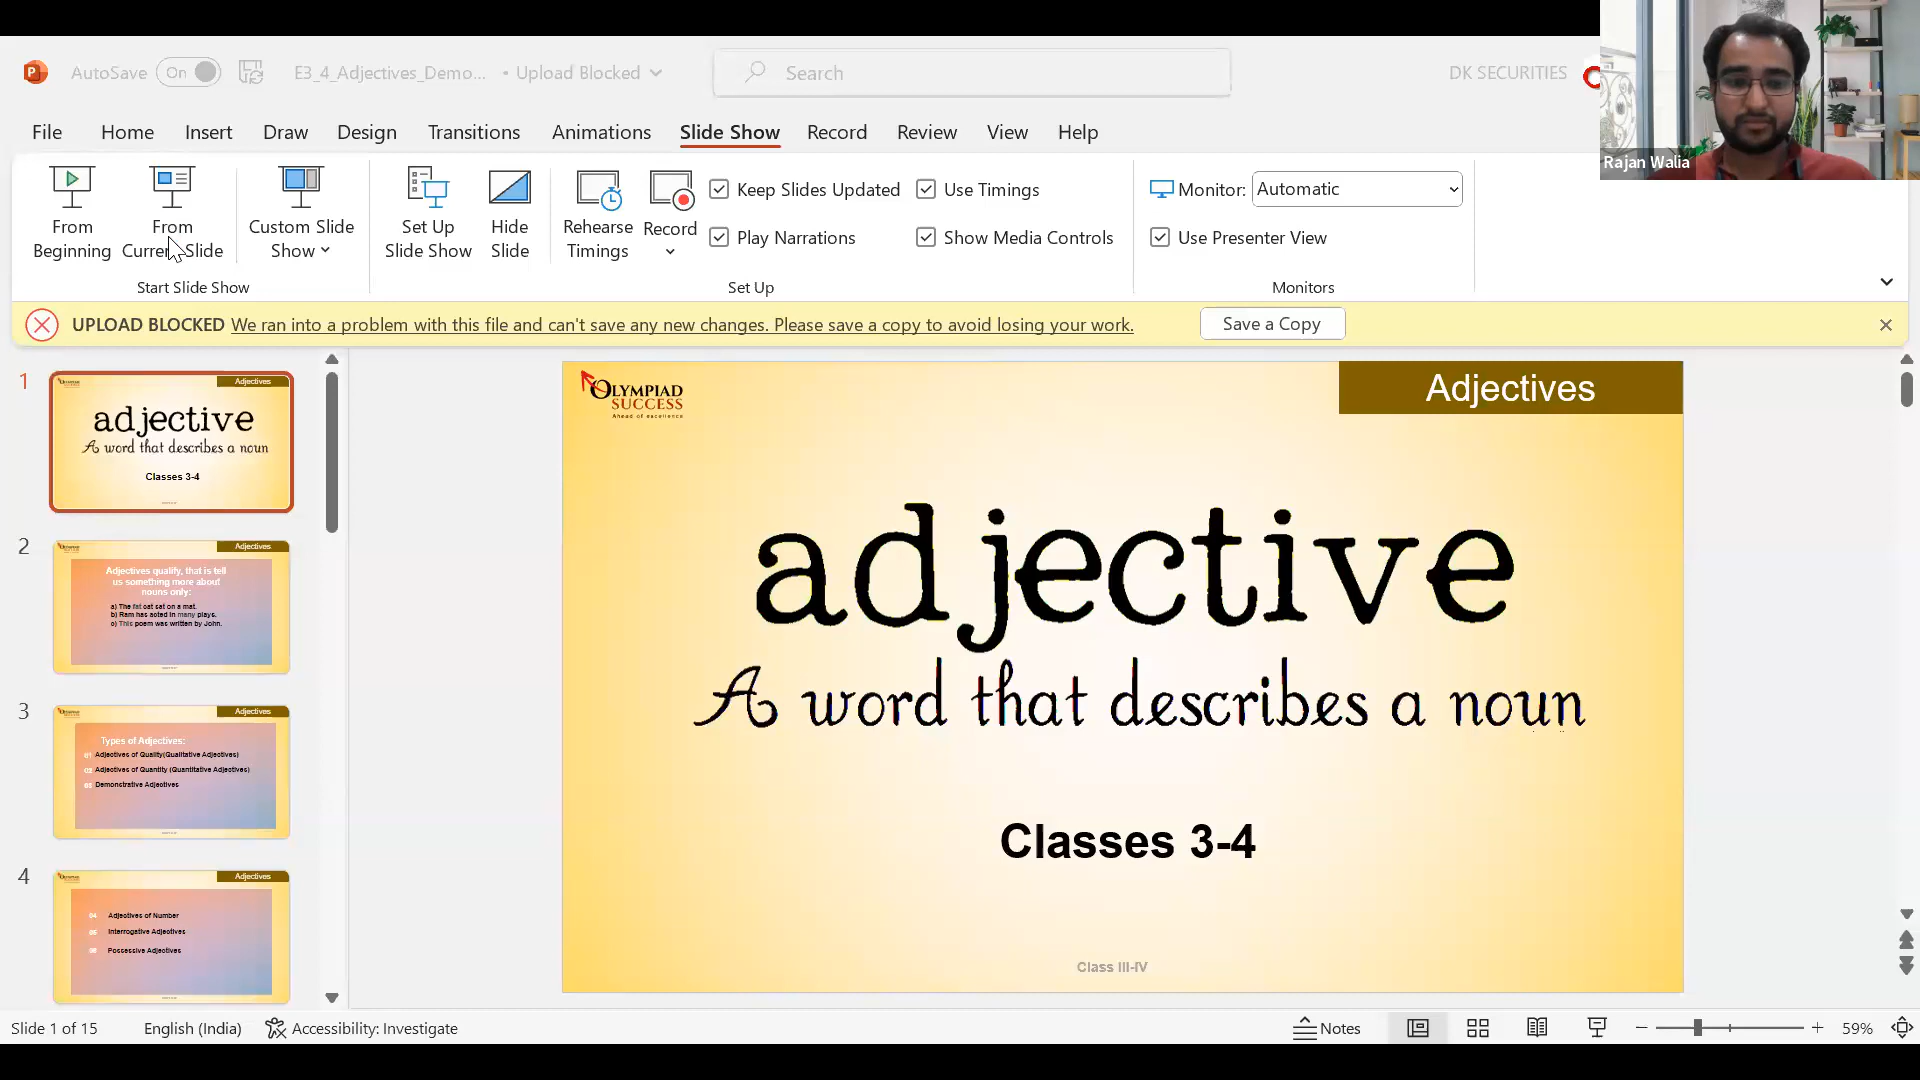 AutoSave On E3_4_Adjectives_Demo... • Upload Blocked Search DK SECURITIES
File Home Insert Draw Design Transitions Animations Slide Show Record Review View Help
Rajan Walia
From Beginning
From Current Slide
Custom Slide Show
Start Slide Show
Set Up Slide Show
Hide Slide
Rehearse Timings
Record
Keep Slides Updated
Use Timings
Play Narrations
Show Media Controls
Set Up
Monitor: Automatic
Use Presenter View
Monitors
UPLOAD BLOCKED We ran into a problem with this file and can't save any new changes. Please save a copy to avoid losing your work. Save a Copy
1
Adjectives
adjective
A word that describes a noun
Classes 3-4
2
Adjectives
Adjectives qualify, that is tell
us something more about
nouns only:
a) The fat cat sat on a mat.
b) Ram has acted in many plays.
c) This poem was written by John.
3
Adjectives
Types of Adjectives:
01 Adjectives of Quality(Qualitative Adjectives)
02 Adjectives of Quantity (Quantitative Adjectives)
03 Demonstrative Adjectives
4
Adjectives
04 Adjectives of Number
05 Interrogative Adjectives
06 Possessive Adjectives
OLYMPIAD
SUCCESS
Ahead of excellence
Adjectives
adjective
A word that describes a noun
Classes 3-4
Class III-IV
Slide 1 of 15 English (India) Accessibility: Investigate Notes 59%